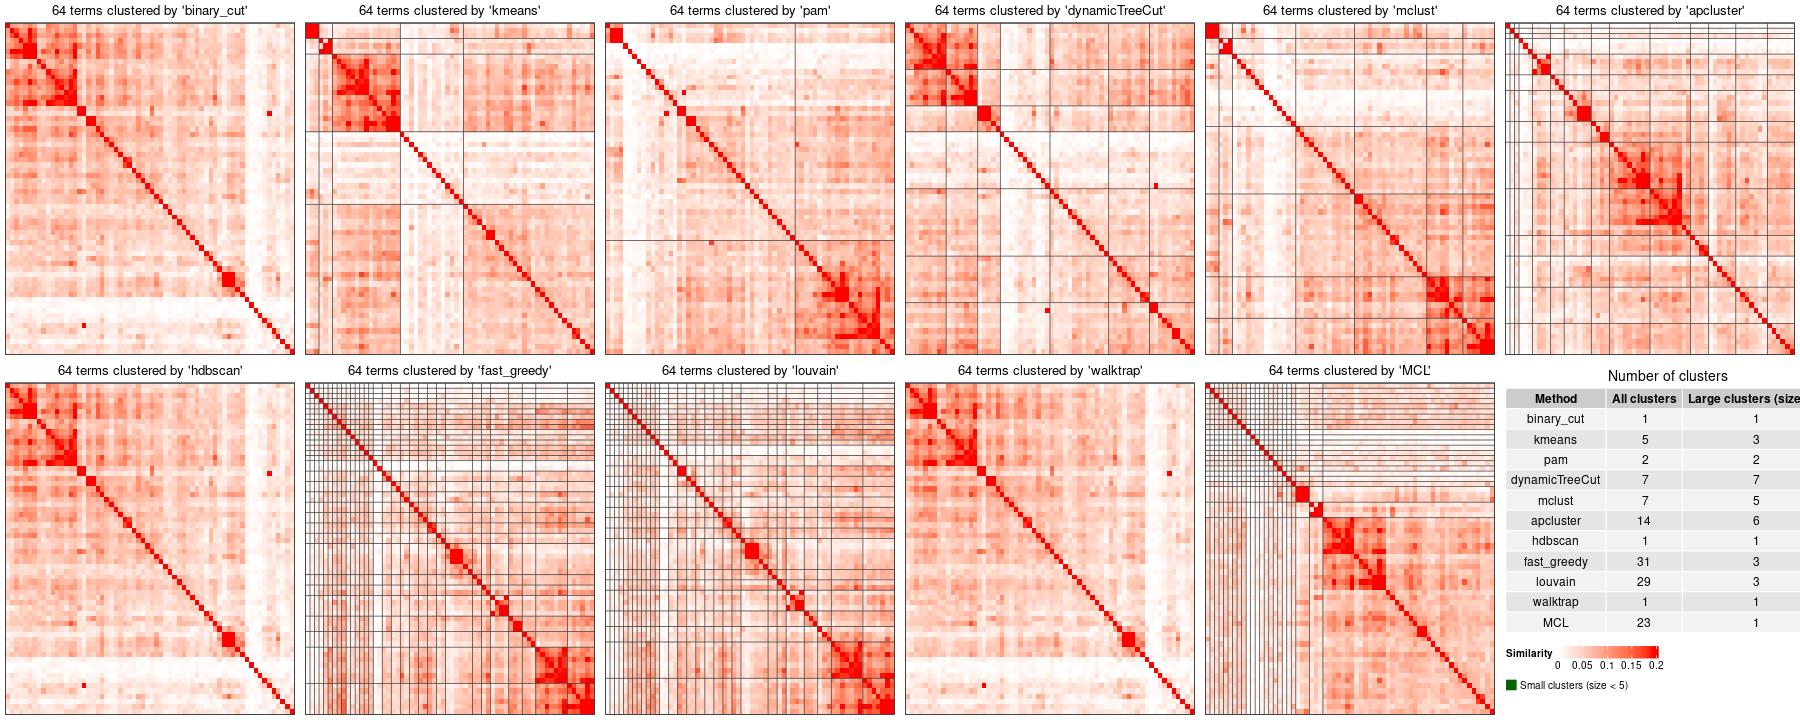 64 terms clustered by 'binary_cut'
64 terms clustered by 'kmeans'
64 terms clustered by 'pam'
64 terms clustered by 'dynamicTreeCut'
64 terms clustered by 'mclust'
64 terms clustered by 'apcluster'
64 terms clustered by 'hdbscan'
64 terms clustered by 'fast_greedy'
64 terms clustered by 'louvain'
64 terms clustered by 'walktrap'
64 terms clustered by 'MCL'
Number of clusters
Method All clusters Large clusters (size
binary_cut 1 1
kmeans 5 3
pam 2 2
dynamicTreeCut 7 7
mclust 7 5
apcluster 14 6
hdbscan 1 1
fast_greedy 31 3
louvain 29 3
walktrap 1 1
MCL 23 1
Similarity
0 0.05 0.1 0.15 0.2
Small clusters (size < 5)